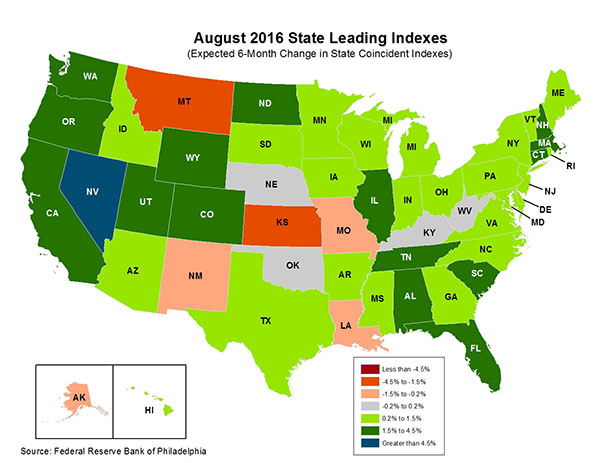 August 2016 State Leading Indexes
(Expected 6-Month Change in State Coincident Indexes)
WA
MT
ND
MN
MI
ME
VT
NH
OR
ID
SD
WI
MI
NY
MA
CT
RI
WY
IA
PA
NE
NJ
NV
IL
IN
OH
DE
UT
CO
WV
MD
CA
KS
MO
KY
VA
TN
NC
AZ
NM
OK
AR
SC
MS
AL
GA
TX
LA
FL
AK
HI
Less than -4.5%
-4.5% to -1.5%
-1.5% to -0.2%
-0.2% to 0.2%
0.2% to 1.5%
1.5% to 4.5%
Greater than 4.5%
Source: Federal Reserve Bank of Philadelphia